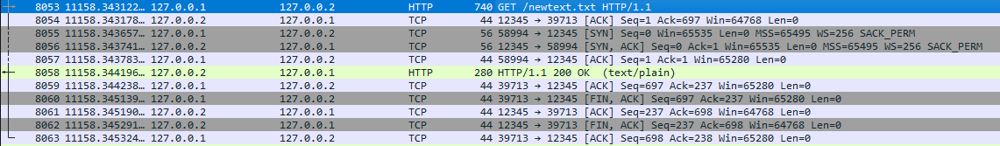 8053 11158.343122… 127.0.0.1 127.0.0.2 HTTP 740 GET /newtext.txt HTTP/1.1
8054 11158.343178… 127.0.0.2 127.0.0.1 TCP 44 12345 → 39713 [ACK] Seq=1 Ack=697 Win=64768 Len=0
8055 11158.343657… 127.0.0.1 127.0.0.2 TCP 56 58994 → 12345 [SYN] Seq=0 Win=65535 Len=0 MSS=65495 WS=256 SACK_PERM
8056 11158.343741… 127.0.0.2 127.0.0.1 TCP 56 12345 → 58994 [SYN, ACK] Seq=0 Ack=1 Win=65535 Len=0 MSS=65495 WS=256 SACK_PERM
8057 11158.343783… 127.0.0.1 127.0.0.2 TCP 44 58994 → 12345 [ACK] Seq=1 Ack=1 Win=65280 Len=0
8058 11158.344196… 127.0.0.2 127.0.0.1 HTTP 280 HTTP/1.1 200 OK (text/plain)
8059 11158.344238… 127.0.0.1 127.0.0.2 TCP 44 39713 → 12345 [ACK] Seq=697 Ack=237 Win=65280 Len=0
8060 11158.345139… 127.0.0.1 127.0.0.2 TCP 44 39713 → 12345 [FIN, ACK] Seq=697 Ack=237 Win=65280 Len=0
8061 11158.345190… 127.0.0.2 127.0.0.1 TCP 44 12345 → 39713 [ACK] Seq=237 Ack=698 Win=64768 Len=0
8062 11158.345291… 127.0.0.2 127.0.0.1 TCP 44 12345 → 39713 [FIN, ACK] Seq=237 Ack=698 Win=64768 Len=0
8063 11158.345324… 127.0.0.1 127.0.0.2 TCP 44 39713 → 12345 [ACK] Seq=698 Ack=238 Win=65280 Len=0